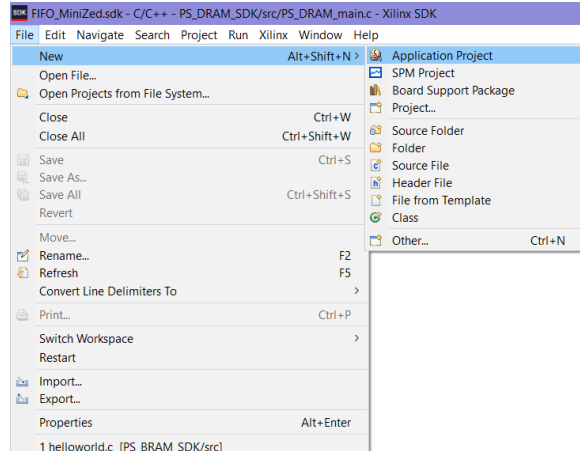 SDK FIFO_MiniZed.sdk - C/C++ - PS_DRAM_SDK/src/PS_DRAM_main.c - Xilinx SDK
File Edit Navigate Search Project Run Xilinx Window Help
New Alt+Shift+N >
Open File...
Open Projects from File System...
Close Ctrl+W
Close All Ctrl+Shift+W
Save Ctrl+S
Save As...
Save All Ctrl+Shift+S
Revert
Move...
Rename... F2
Refresh F5
Convert Line Delimiters To >
Print... Ctrl+P
Switch Workspace >
Restart
Import...
Export...
Properties Alt+Enter
1 helloworld.c [PS_BRAM_SDK/src]
Application Project
SPM Project
Board Support Package
Project...
Source Folder
Folder
Source File
Header File
File from Template
Class
Other... Ctrl+N